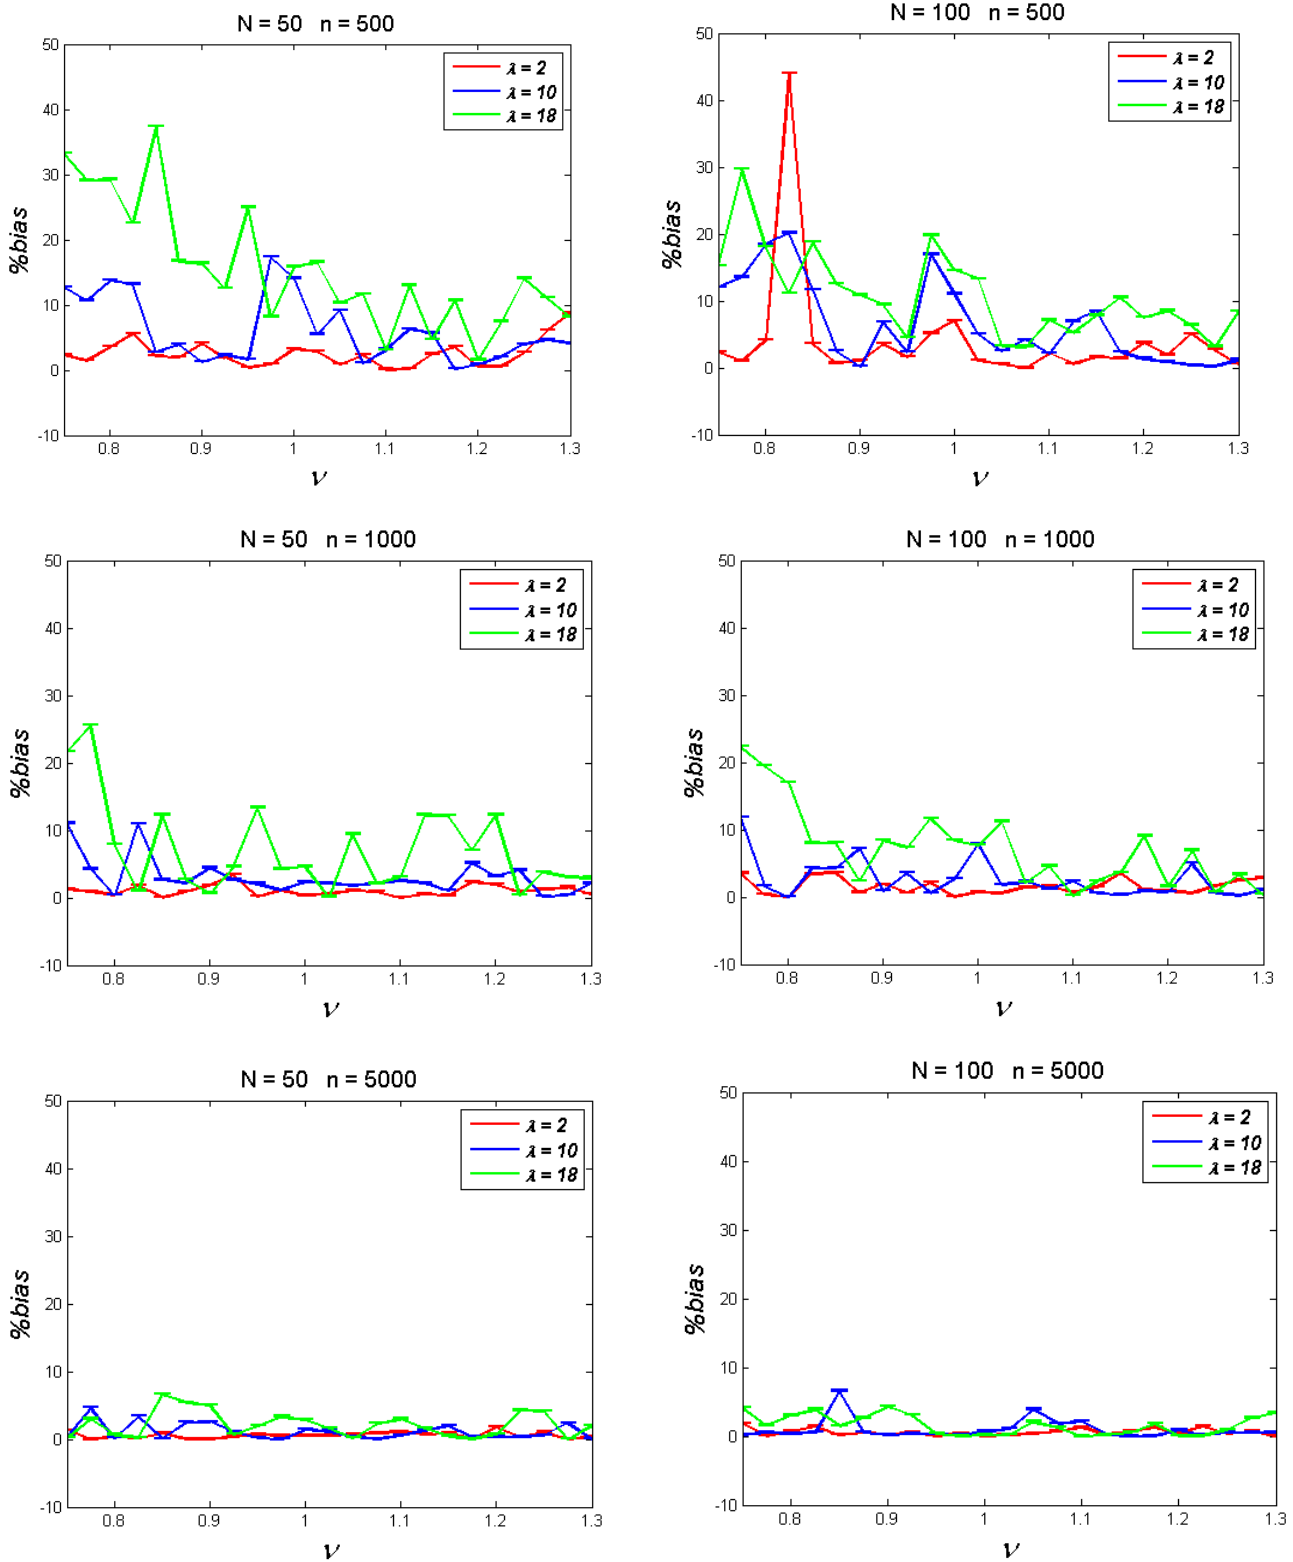 N = 50 n = 500
50
40
30
20
10
0
-10
%bias
λ = 2
λ = 10
λ = 18
0.8 0.9 1 1.1 1.2 1.3
ν
N = 100 n = 500
50
40
30
20
10
0
-10
%bias
λ = 2
λ = 10
λ = 18
0.8 0.9 1 1.1 1.2 1.3
ν
N = 50 n = 1000
50
40
30
20
10
0
-10
%bias
λ = 2
λ = 10
λ = 18
0.8 0.9 1 1.1 1.2 1.3
ν
N = 100 n = 1000
50
40
30
20
10
0
-10
%bias
λ = 2
λ = 10
λ = 18
0.8 0.9 1 1.1 1.2 1.3
ν
N = 50 n = 5000
50
40
30
20
10
0
-10
%bias
λ = 2
λ = 10
λ = 18
0.8 0.9 1 1.1 1.2 1.3
ν
N = 100 n = 5000
50
40
30
20
10
0
-10
%bias
λ = 2
λ = 10
λ = 18
0.8 0.9 1 1.1 1.2 1.3
ν